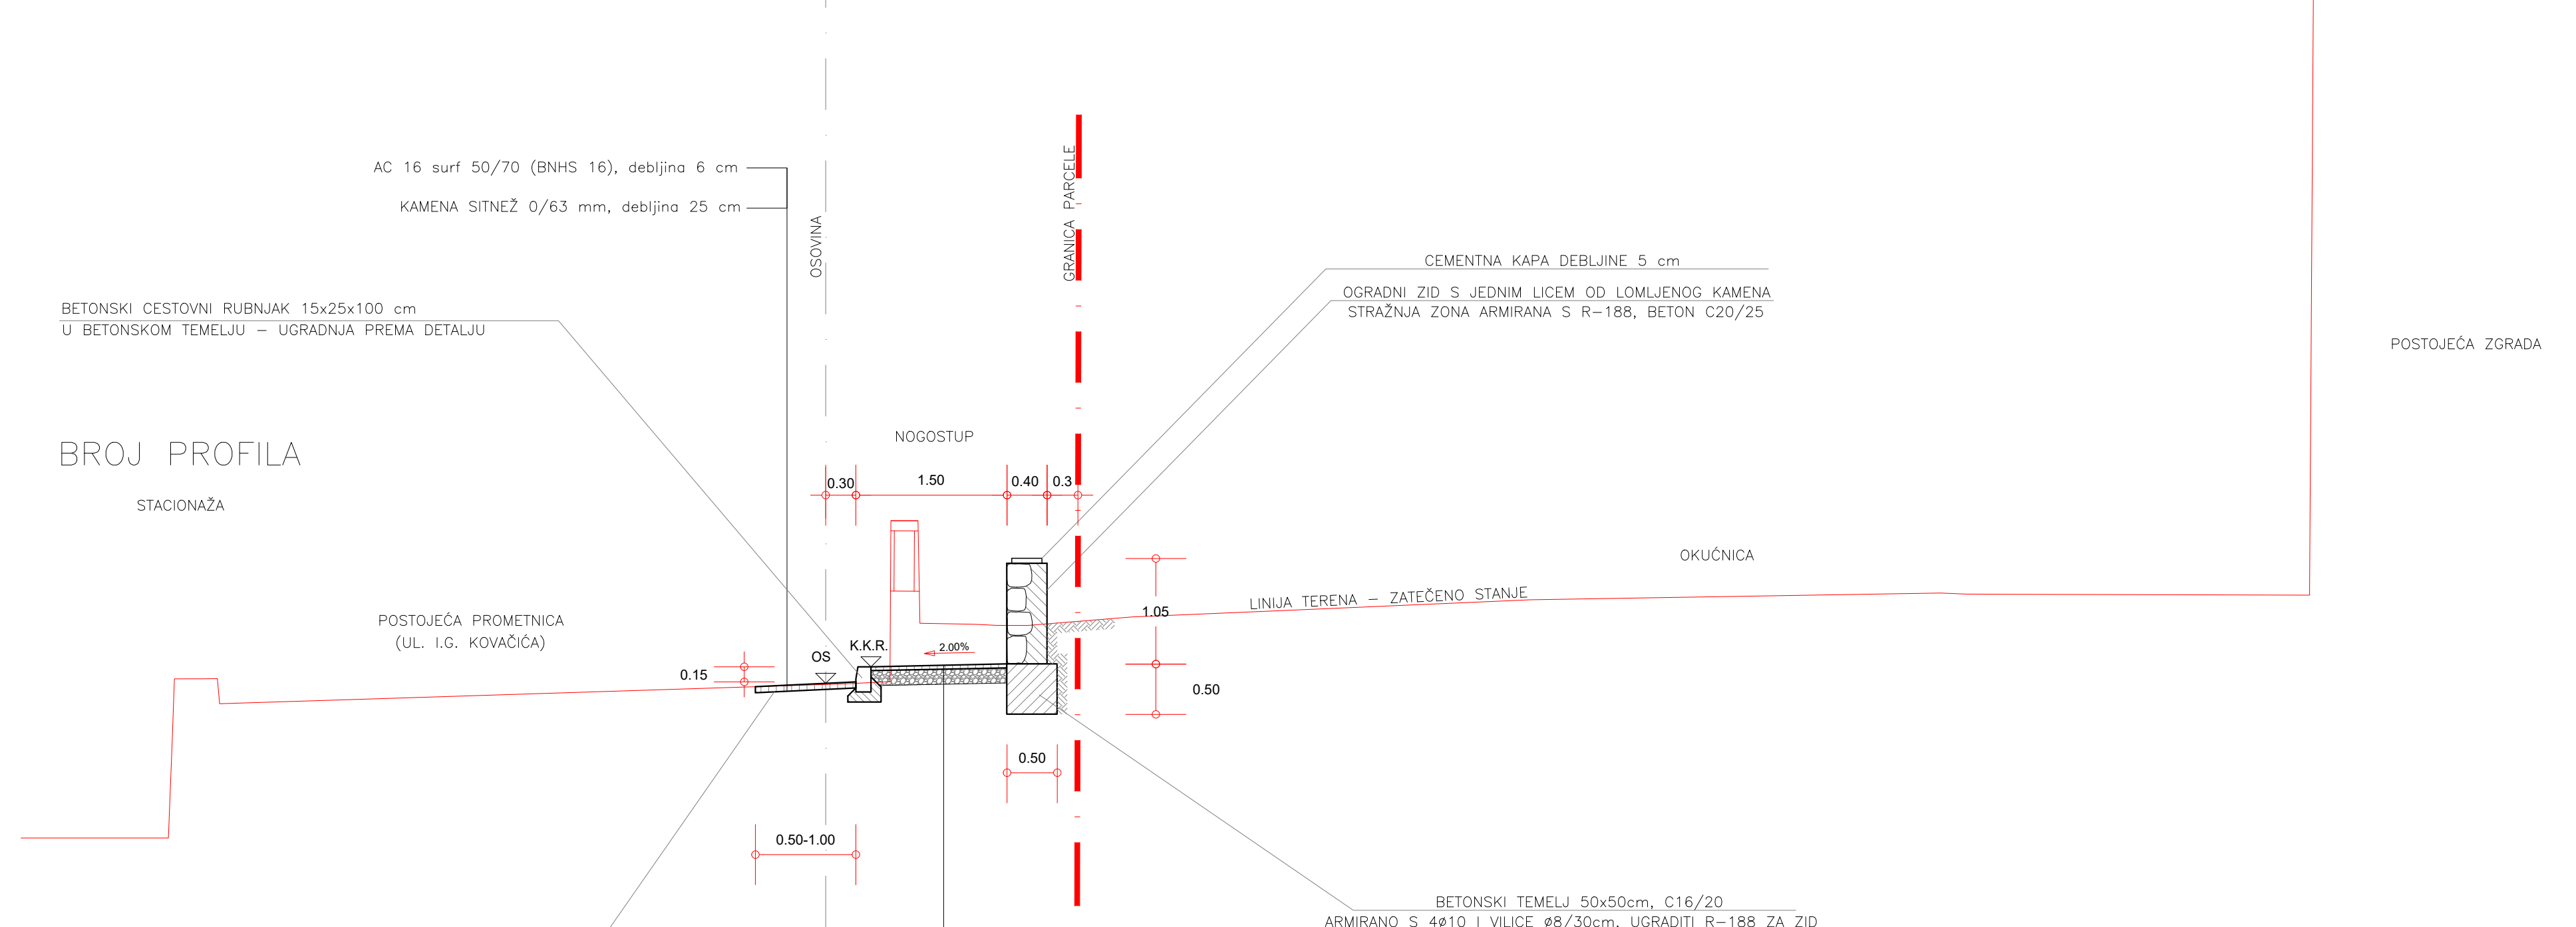 AC 16 surf 50/70 (BNHS 16), debljina 6 cm
KAMENA SITNEŽ 0/63 mm, debljina 25 cm
OSOVINA
GRANICA PARCELE
CEMENTNA KAPA DEBLJINE 5 cm
OGRADNI ZID S JEDNIM LICEM OD LOMLJENOG KAMENA
STRAŽNJA ZONA ARMIRANA S R-188, BETON C20/25
BETONSKI CESTOVNI RUBNJAK 15x25x100 cm
U BETONSKOM TEMELJU - UGRADNJA PREMA DETALJU
POSTOJEĆA ZGRADA
BROJ PROFILA
STACIONAŽA
NOGOSTUP
0.30
1.50
0.40
0.3
OKUĆNICA
LINIJA TERENA - ZATEČENO STANJE
1.05
POSTOJEĆA PROMETNICA
(UL. I.G. KOVAČIĆA)
K.K.R.
2.00%
OS
0.15
0.50
0.50
0.50-1.00
BETONSKI TEMELJ 50x50cm, C16/20
ARMIRANO S 4ø10 I VILICE ø8/30cm, UGRADITI R-188 ZA ZID